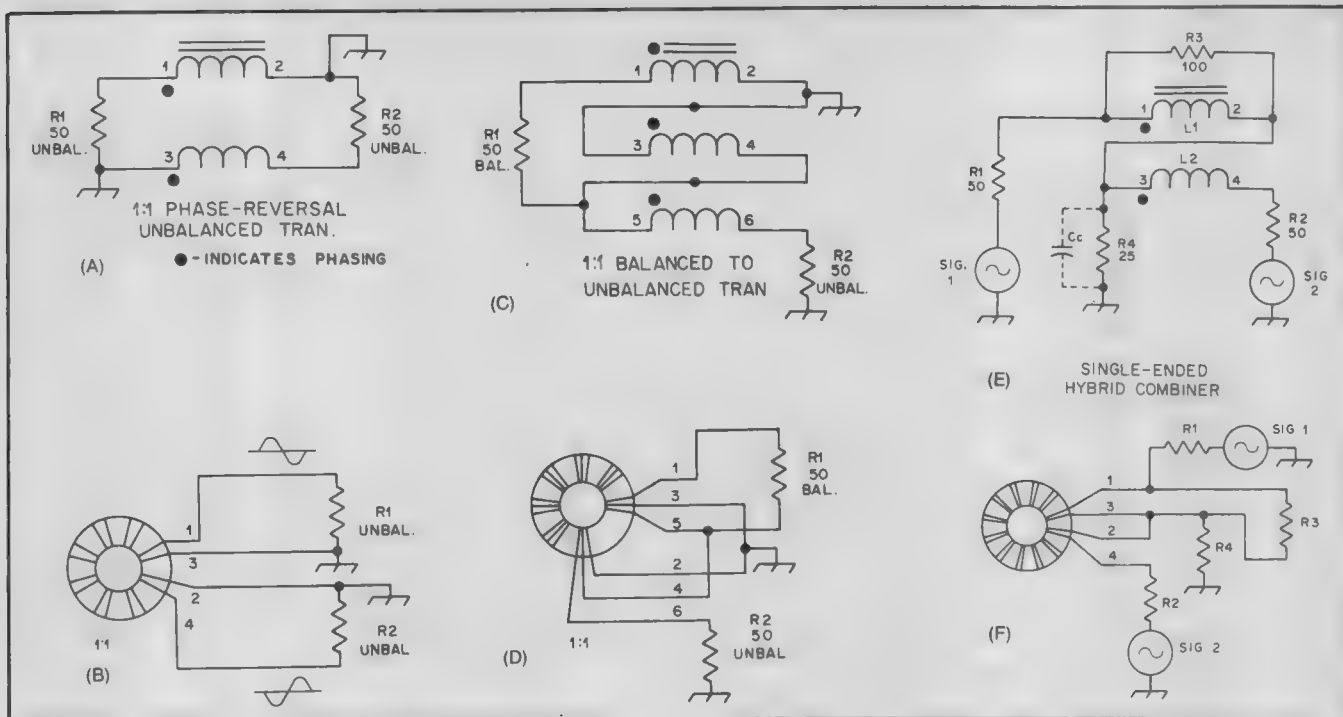 1
2
R1
50
UNBAL.
R2
50
UNBAL.
3
4
1:1 PHASE-REVERSAL
UNBALANCED TRAN.
(A)
●-INDICATES PHASING
1
2
R1
50
BAL.
3
4
5
6
R2
50
UNBAL.
1:1 BALANCED TO
UNBALANCED TRAN
(C)
R3
100
1
2
L1
R1
50
L2
3
4
Cc
R4
25
R2
50
SIG.
1
SIG
2
(E)
SINGLE-ENDED
HYBRID COMBINER
1
3
2
4
R1
UNBAL.
R2
UNBAL
1:1
(B)
1
3
5
2
4
6
R1
50
BAL.
R2
50
UNBAL
1:1
(D)
R1
SIG 1
1
3
2
4
R3
R4
R2
SIG 2
(F)